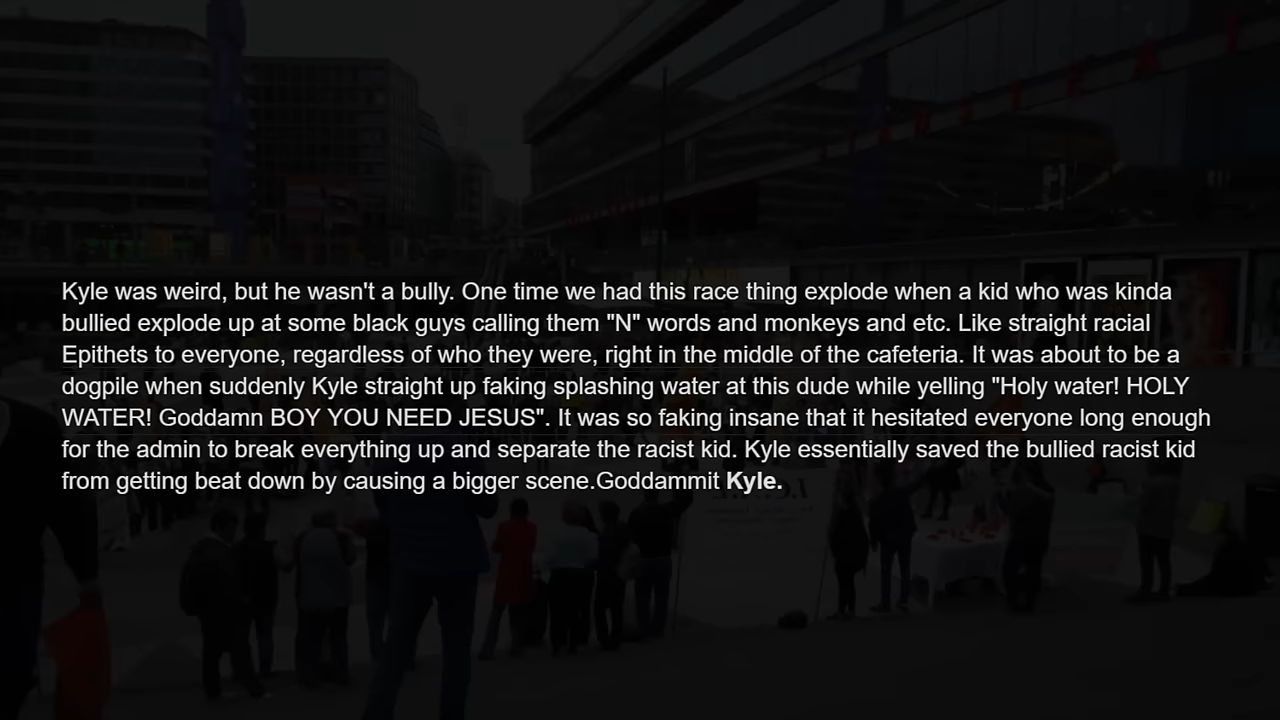 Kyle was weird, but he wasn't a bully. One time we had this race thing explode when a kid who was kinda
bullied explode up at some black guys calling them "N" words and monkeys and etc. Like straight racial
Epithets to everyone, regardless of who they were, right in the middle of the cafeteria. It was about to be a
dogpile when suddenly Kyle straight up faking splashing water at this dude while yelling "Holy water! HOLY
WATER! Goddamn BOY YOU NEED JESUS". It was so faking insane that it hesitated everyone long enough
for the admin to break everything up and separate the racist kid. Kyle essentially saved the bullied racist kid
from getting beat down by causing a bigger scene.Goddammit Kyle.